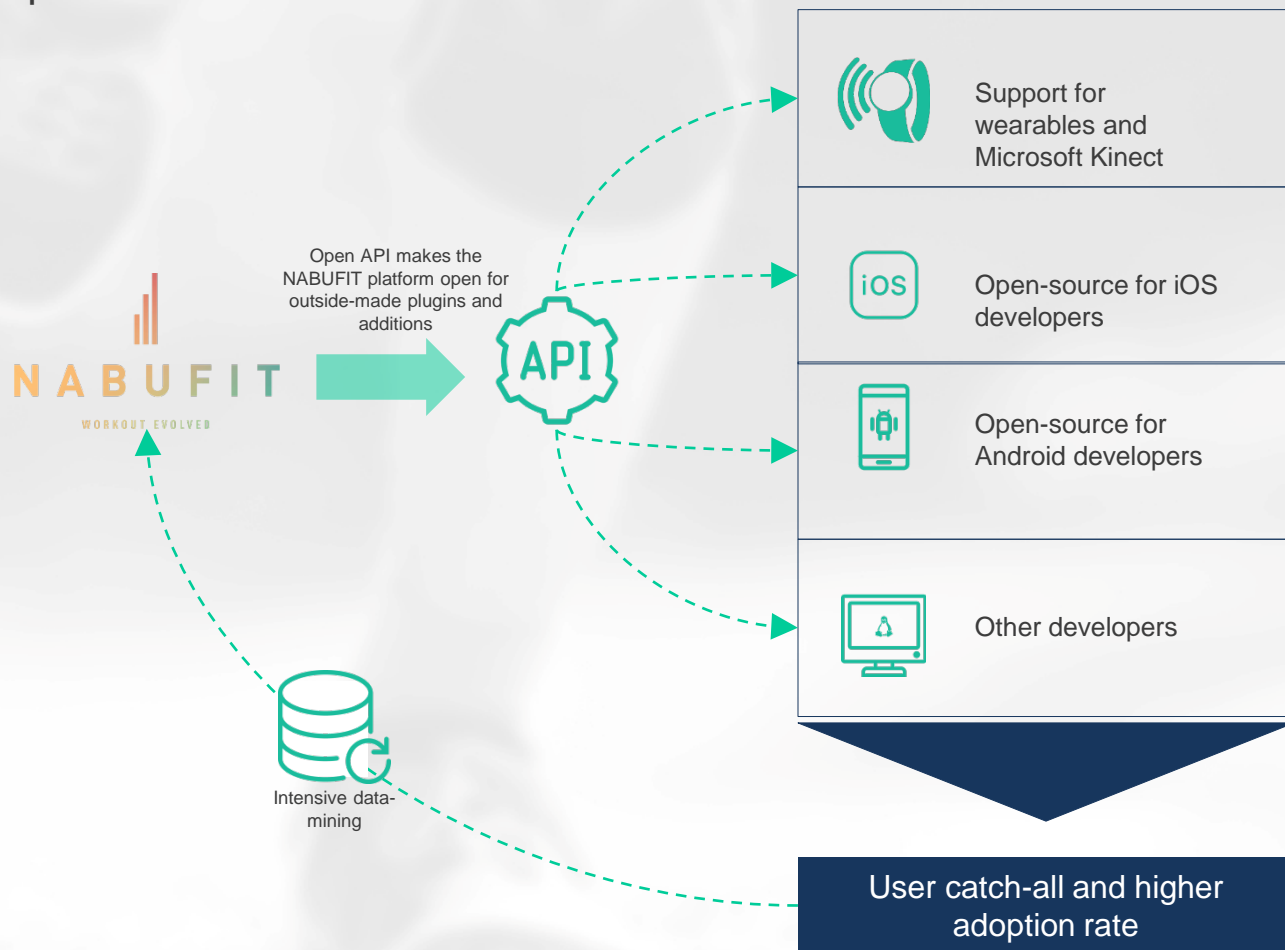 Support for
wearables and
Microsoft Kinect
Open API makes the
NABUFIT platform open for
outside-made plugins and
additions
iOS
Open-source for iOS
developers
API
NABUFIT
WORKOUT EVOLVED
Open-source for
Android developers
Other developers
Intensive data-
mining
User catch-all and higher
adoption rate